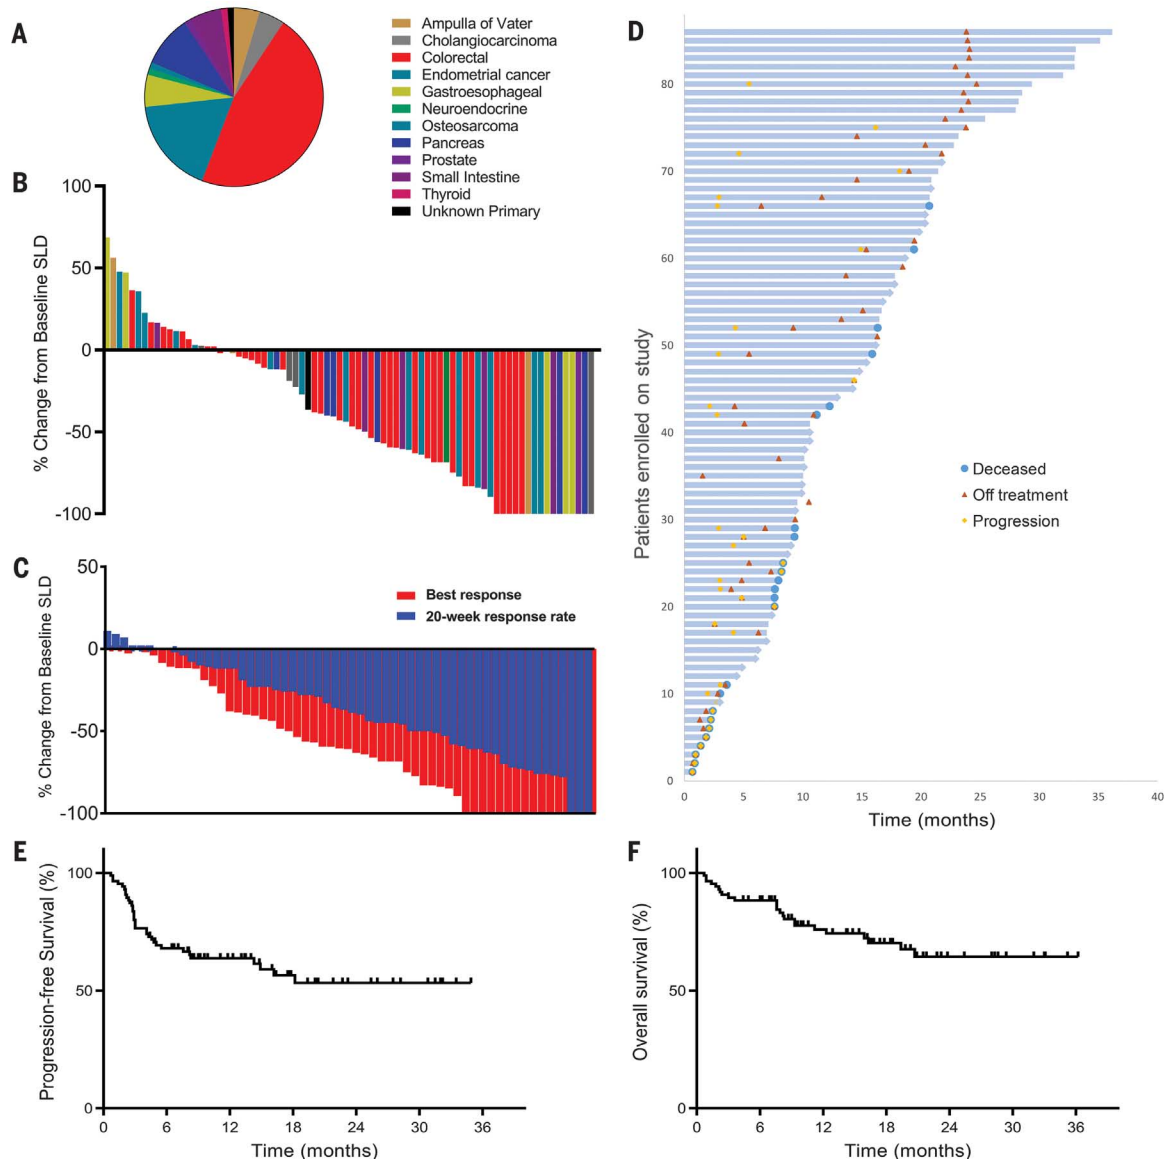 A
Ampulla of Vater
Cholangiocarcinoma
Colorectal
Endometrial cancer
Gastroesophageal
Neuroendocrine
Osteosarcoma
Pancreas
Prostate
Small Intestine
Thyroid
Unknown Primary
B
% Change from Baseline SLD
100
50
0
-50
-100
C
% Change from Baseline SLD
50
0
-50
-100
Best response
20-week response rate
D
Patients enrolled on study
80
70
60
50
40
30
20
10
0
Deceased
Off treatment
Progression
0 5 10 15 20 25 30 35 40
Time (months)
E
Progression-free Survival (%)
100
50
0
0 6 12 18 24 30 36
Time (months)
F
Overall survival (%)
100
50
0
0 6 12 18 24 30 36
Time (months)